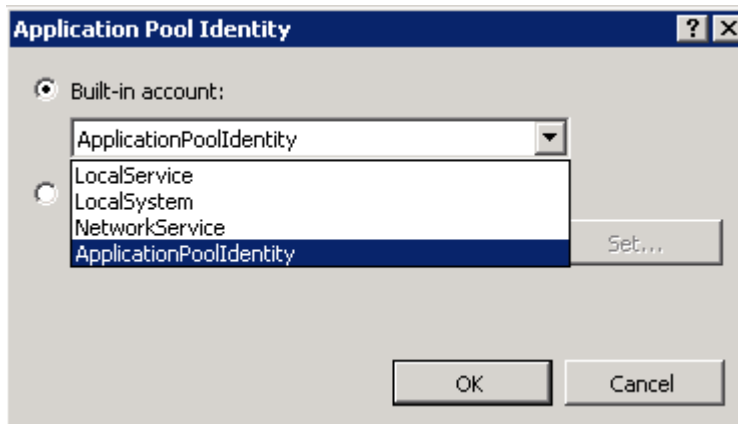 Application Pool Identity
Built-in account:
ApplicationPoolIdentity
LocalService
LocalSystem
NetworkService
ApplicationPoolIdentity
Set...
OK
Cancel